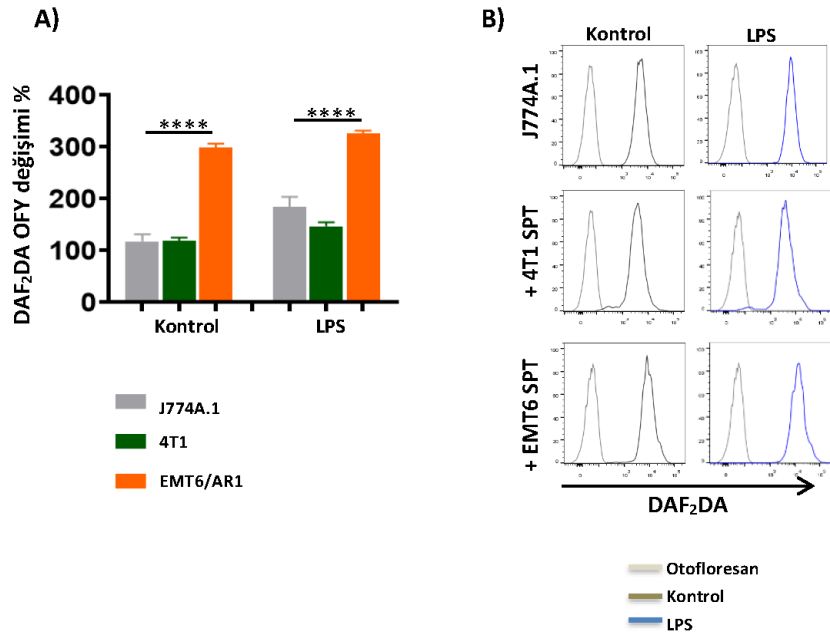 A)
DAF₂DA OFY değişimi %
400
300
200
100
0
****
****
Kontrol
LPS
J774A.1
4T1
EMT6/AR1
B)
Kontrol
LPS
J774A.1
+ 4T1 SPT
+ EMT6 SPT
DAF₂DA
Otofloresan
Kontrol
LPS